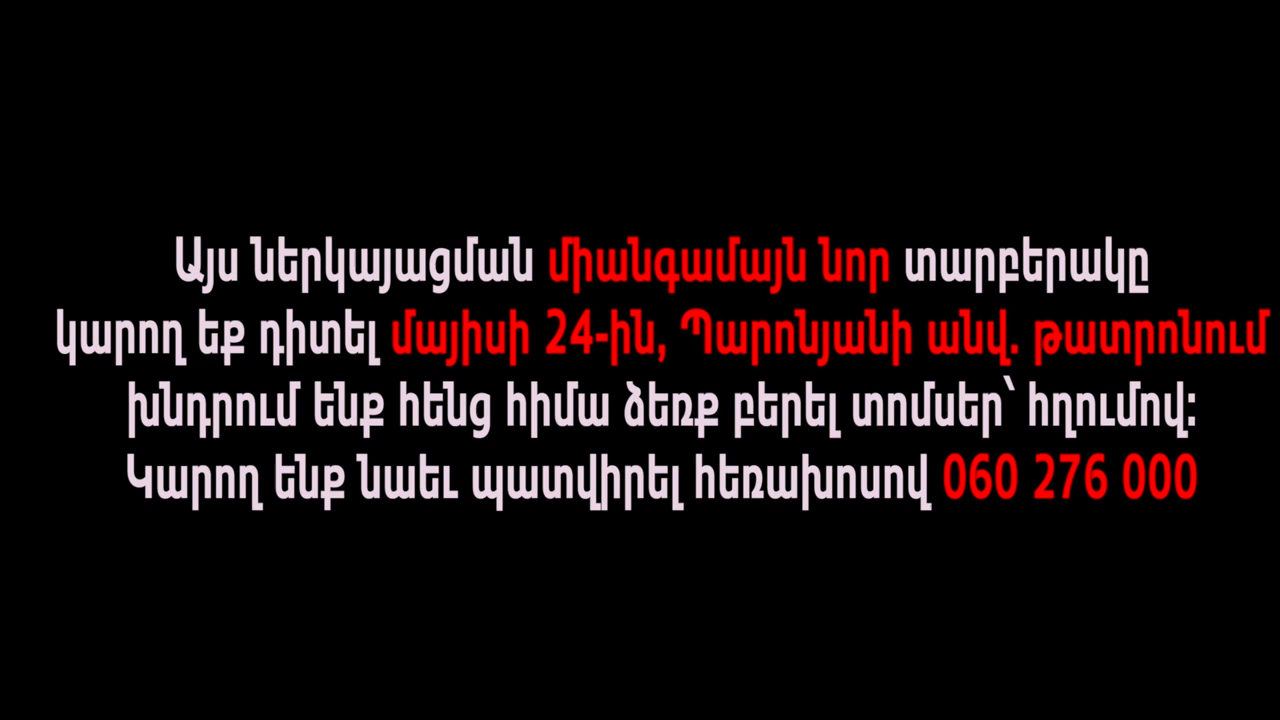 Այս ներկայացման միանգամայն նոր տարբերակը
կարող եք դիտել մայիսի 24-ին, Պարոնյանի անվ. թատրոնում
խնդրում ենք հենց հիմա ձեռք բերել տոմսեր՝ հղումով:
Կարող ենք նաեւ պատվիրել հեռախոսով 060 276 000